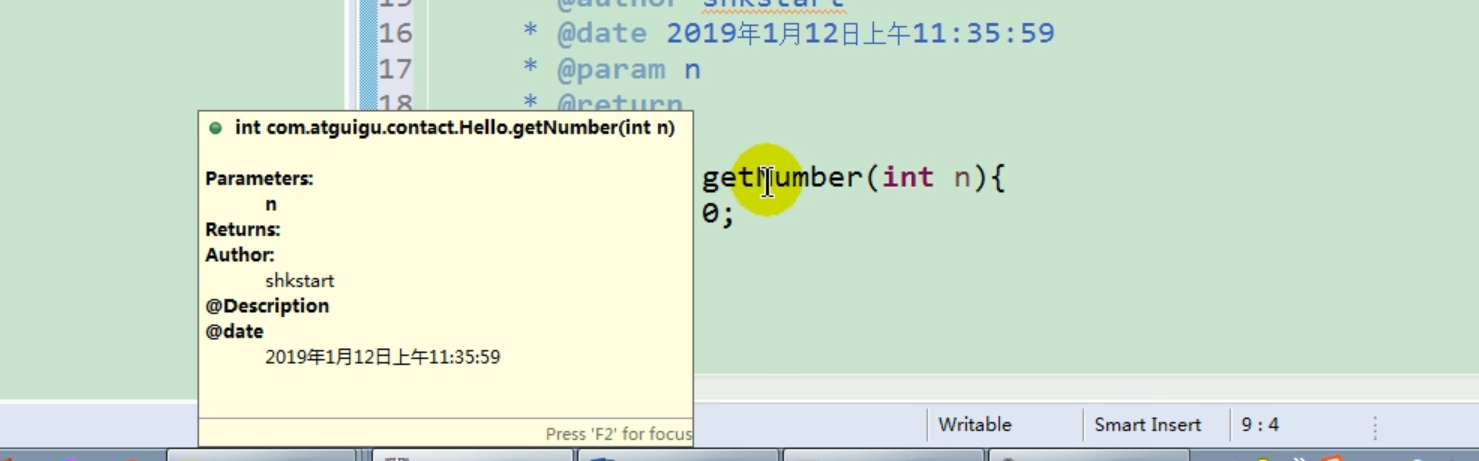 15 * @author shkstart
16 * @date 2019年1月12日上午11:35:59
17 * @param n
18 * @return
int com.atguigu.contact.Hello.getNumber(int n)
Parameters:
n
Returns:
Author:
shkstart
@Description
@date
2019年1月12日上午11:35:59
Press 'F2' for focus
getNumber(int n){
0;
Writable
Smart Insert
9 : 4